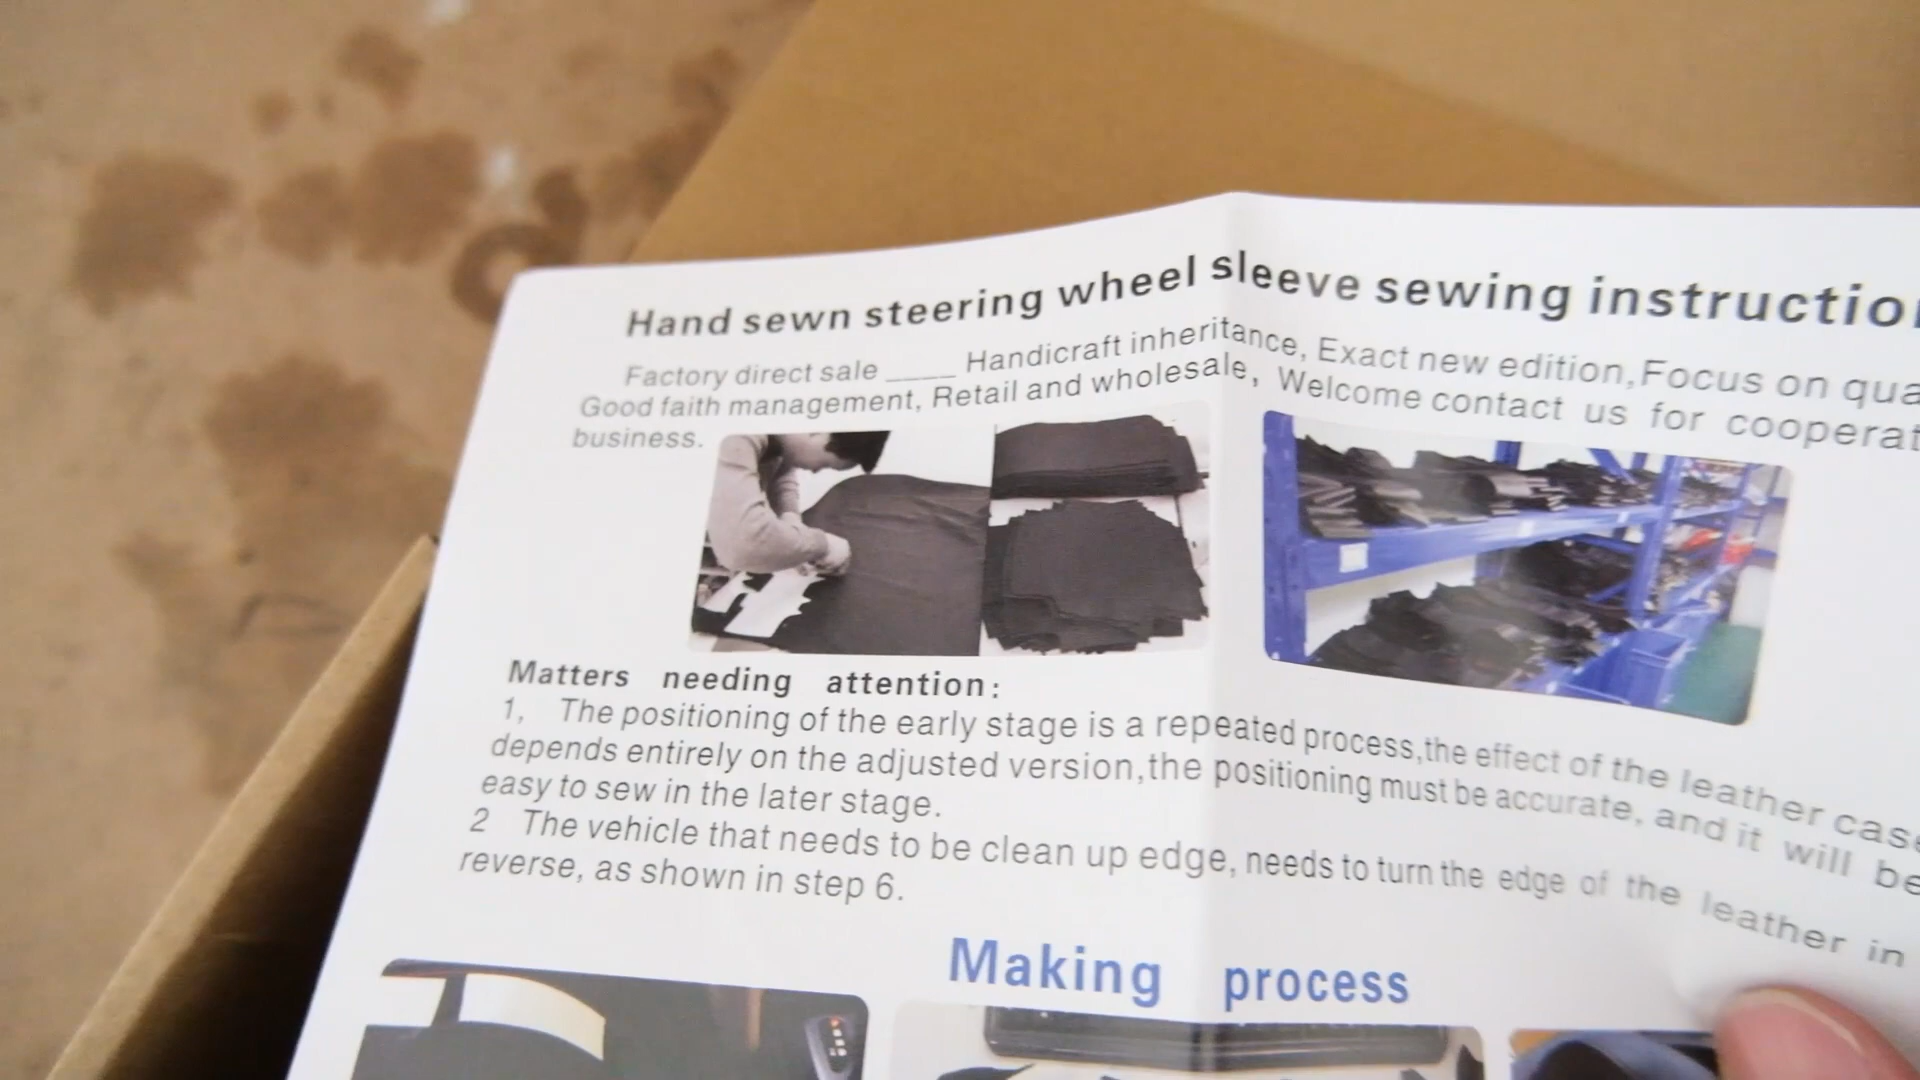 Hand sewn steering wheel sleeve sewing instructio
Factory direct sale ____ Handicraft inheritance, Exact new edition,Focus on qua
Good faith management, Retail and wholesale, Welcome contact us for cooperat
business.
Matters needing attention:
1, The positioning of the early stage is a repeated process,the effect of the leather case
depends entirely on the adjusted version,the positioning must be accurate, and it will be
easy to sew in the later stage.
2 The vehicle that needs to be clean up edge, needs to turn the edge of the leather in
reverse, as shown in step 6.
Making process